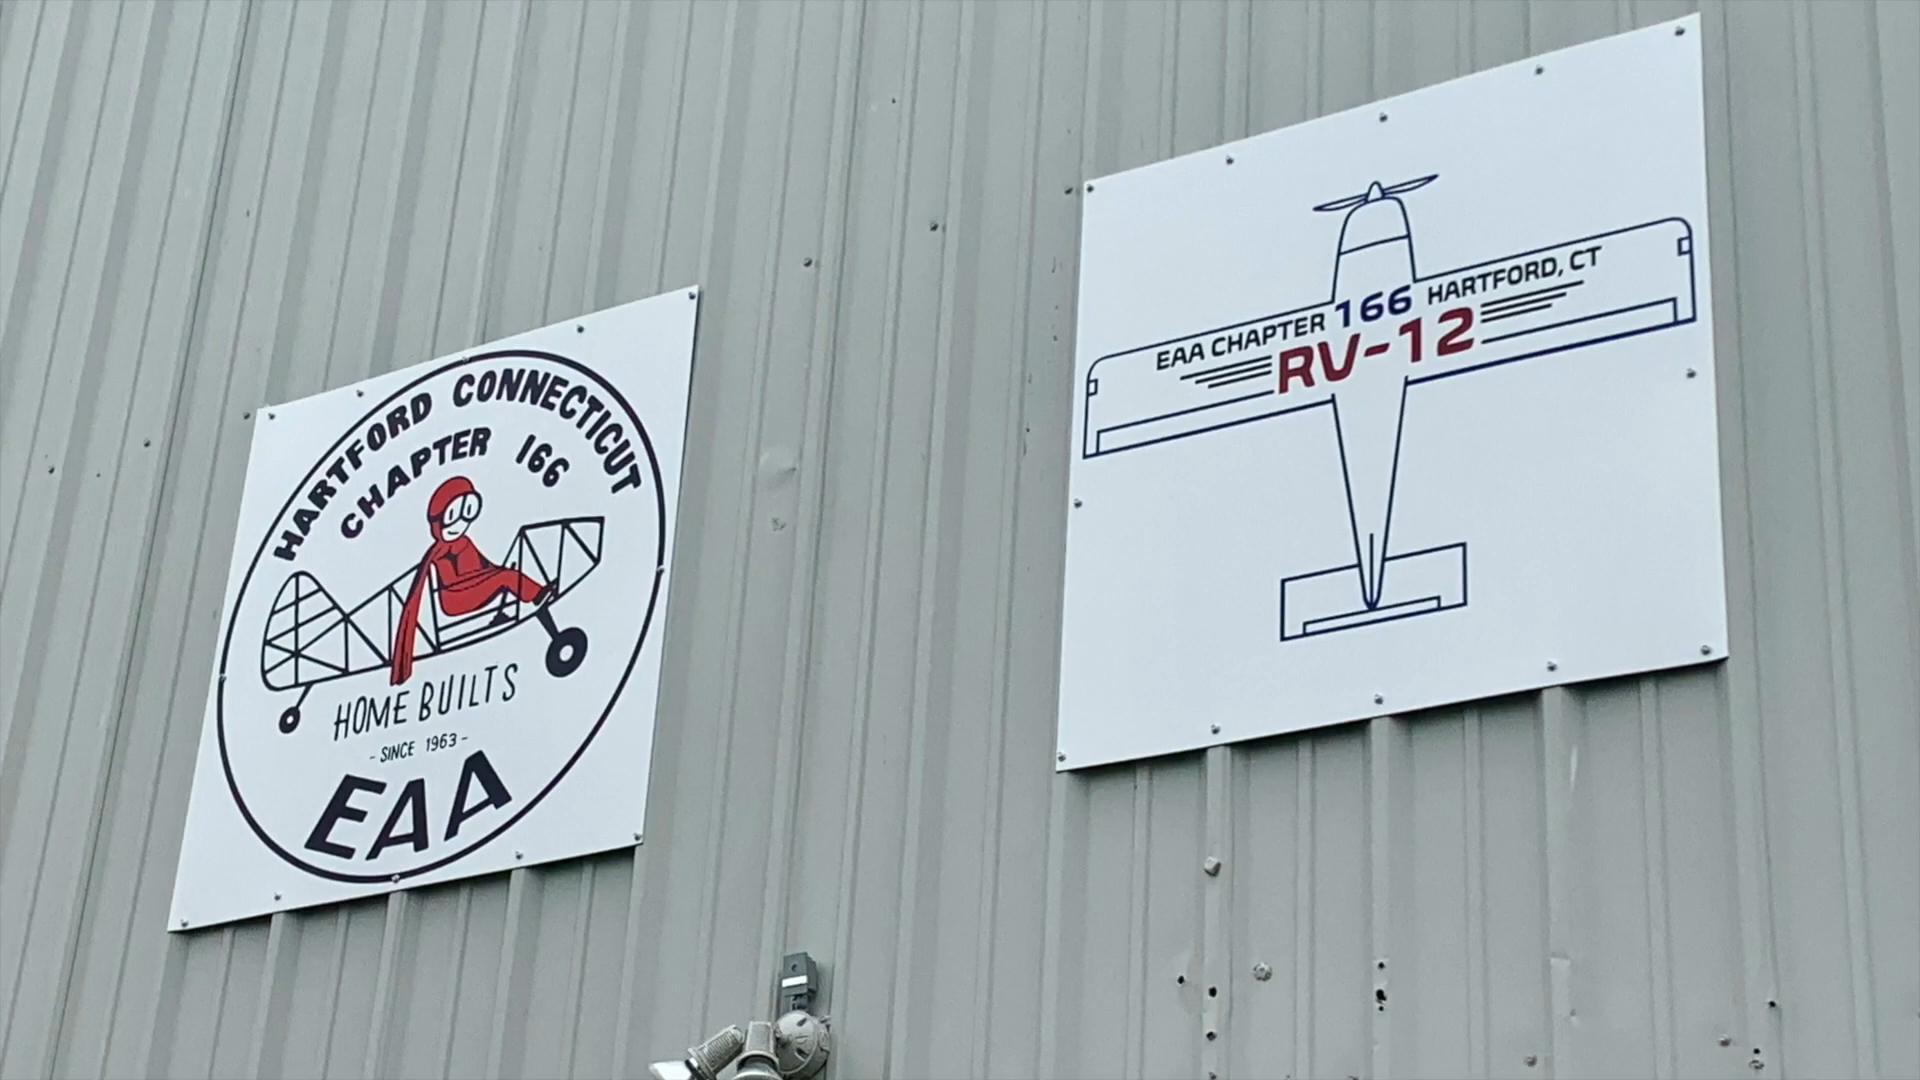 HARTFORD CONNECTICUT
CHAPTER 166
HOME BUILTS
- SINCE 1963 -
EAA
EAA CHAPTER 166 HARTFORD, CT
RV-12